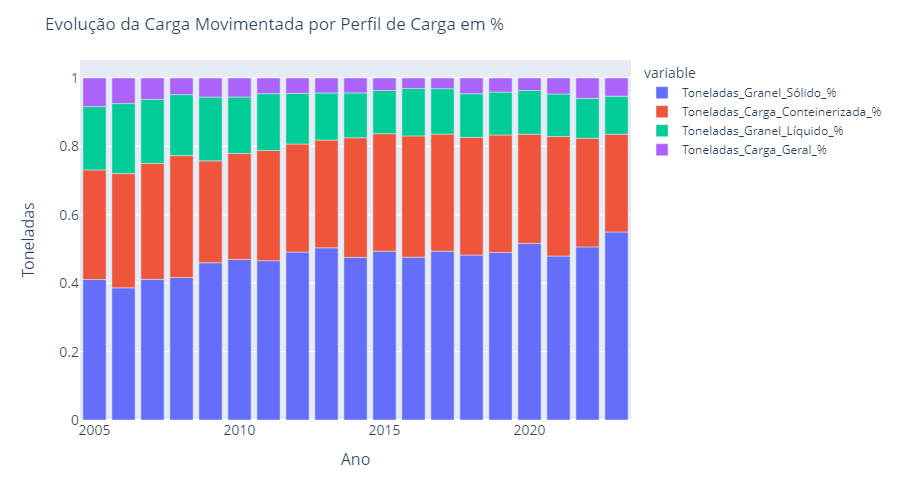 Evolução da Carga Movimentada por Perfil de Carga em %
variable
Toneladas_Granel_Sólido_%
Toneladas_Carga_Conteinerizada_%
Toneladas_Granel_Líquido_%
Toneladas_Carga_Geral_%
Toneladas
1
0.8
0.6
0.4
0.2
0
2005
2010
2015
2020
Ano